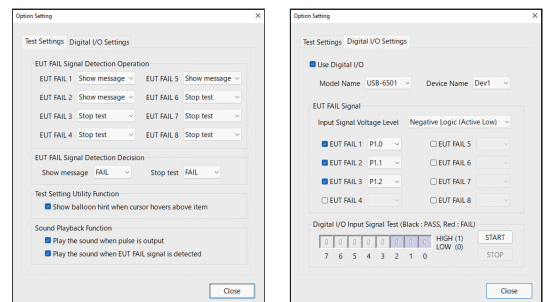 Option Setting
Test Settings Digital I/O Settings
EUT FAIL Signal Detection Operation
EUT FAIL 1 Show message EUT FAIL 5 Show message
EUT FAIL 2 Show message EUT FAIL 6 Stop test
EUT FAIL 3 Stop test EUT FAIL 7 Stop test
EUT FAIL 4 Stop test EUT FAIL 8 Stop test
EUT FAIL Signal Detection Decision
Show message FAIL Stop test FAIL
Test Setting Utility Function
Show balloon hint when cursor hovers above item
Sound Playback Function
Play the sound when pulse is output
Play the sound when EUT FAIL signal is detected
Close
Option Setting
Test Settings Digital I/O Settings
Use Digital I/O
Model Name USB-6501 Device Name Dev1
EUT FAIL Signal
Input Signal Voltage Level Negative Logic (Active Low)
EUT FAIL 1 P1.0 EUT FAIL 5
EUT FAIL 2 P1.1 EUT FAIL 6
EUT FAIL 3 P1.2 EUT FAIL 7
EUT FAIL 4 EUT FAIL 8
Digital I/O Input Signal Test (Black : PASS, Red : FAIL)
0 0 0 0 0 0 0 0 HIGH (1) START
LOW (0)
7 6 5 4 3 2 1 0 STOP
Close